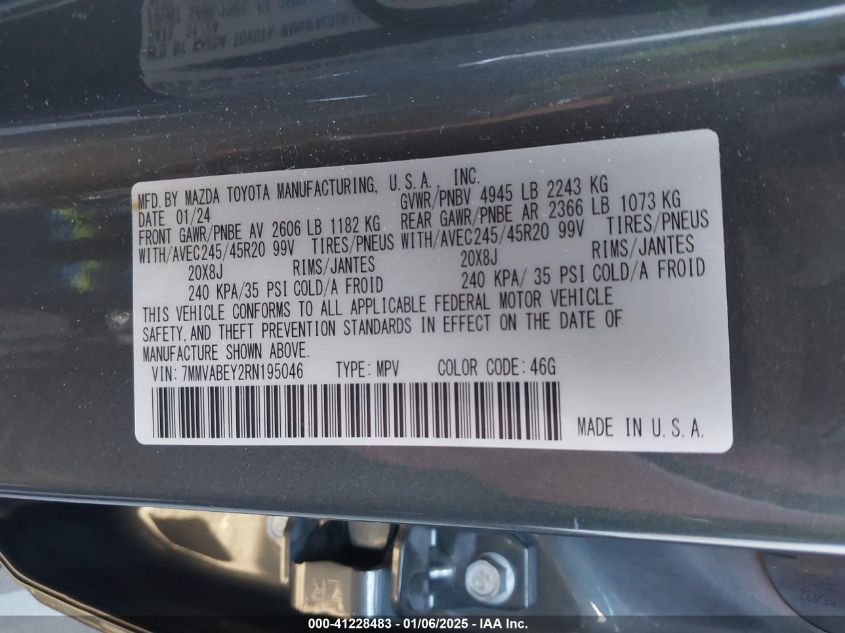 MFD. BY MAZDA TOYOTA MANUFACTURING, U.S.A. INC.
DATE 01/24 GVWR/PNBV 4945 LB 2243 KG
FRONT GAWR/PNBE AV 2606 LB 1182 KG REAR GAWR/PNBE AR 2366 LB 1073 KG
WITH/AVEC245/45R20 99V TIRES/PNEUS WITH/AVEC245/45R20 99V TIRES/PNEUS
20X8J RIMS/JANTES 20X8J RIMS/JANTES
240 KPA/35 PSI COLD/A FROID 240 KPA/ 35 PSI COLD/A FROID
THIS VEHICLE CONFORMS TO ALL APPLICABLE FEDERAL MOTOR VEHICLE
SAFETY, AND THEFT PREVENTION STANDARDS IN EFFECT ON THE DATE OF
MANUFACTURE SHOWN ABOVE.
VIN: 7MMVABEY2RN195046 TYPE: MPV COLOR CODE: 46G
MADE IN U.S.A.
000-41228483 - 01/06/2025 - IAA, Inc.